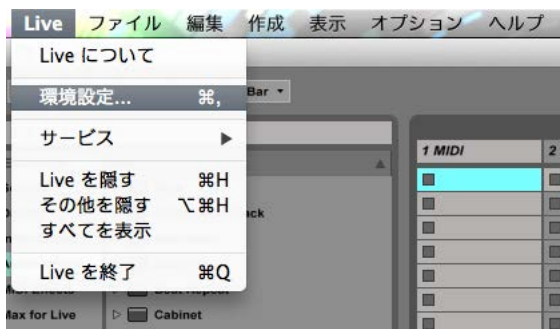 Live ファイル 編集 作成 表示 オプション ヘルプ
Live について
環境設定... ⌘,
Bar
サービス ▶
1 MIDI 2
Live を隠す ⌘H
その他を隠す ⌥⌘H
すべてを表示
Live を終了 ⌘Q
Max for Live
Cabinet